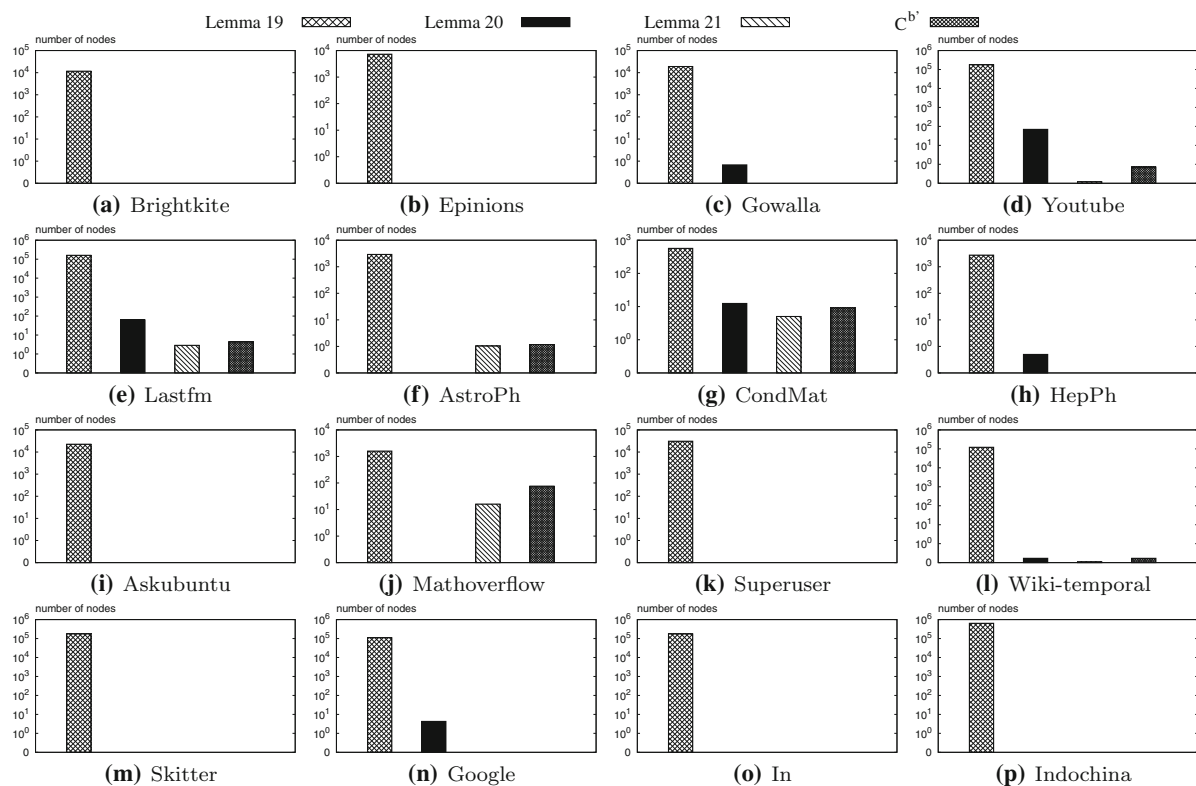 Lemma 19 Lemma 20 Lemma 21 C^b'
number of nodes number of nodes number of nodes number of nodes
10^5 10^4 10^5 10^6
10^4 10^3 10^4 10^5
10^3 10^2 10^3 10^4
10^2 10^1 10^2 10^3
10^1 10^0 10^1 10^2
10^0 0 10^0 10^1
0 0 10^0
0
(a) Brightkite (b) Epinions (c) Gowalla (d) Youtube
number of nodes number of nodes number of nodes number of nodes
10^6 10^4 10^3 10^4
10^5 10^3 10^2 10^3
10^4 10^2 10^1 10^2
10^3 10^1 10^0 10^1
10^2 10^0 0 10^0
10^1 0 0
10^0
0
(e) Lastfm (f) AstroPh (g) CondMat (h) HepPh
number of nodes number of nodes number of nodes number of nodes
10^5 10^4 10^5 10^6
10^4 10^3 10^4 10^5
10^3 10^2 10^3 10^4
10^2 10^1 10^2 10^3
10^1 10^0 10^1 10^2
10^0 0 10^0 10^1
0 0 10^0
0
(i) Askubuntu (j) Mathoverflow (k) Superuser (l) Wiki-temporal
number of nodes number of nodes number of nodes number of nodes
10^6 10^6 10^6 10^6
10^5 10^5 10^5 10^5
10^4 10^4 10^4 10^4
10^3 10^3 10^3 10^3
10^2 10^2 10^2 10^2
10^1 10^1 10^1 10^1
10^0 10^0 10^0 10^0
0 0 0 0
(m) Skitter (n) Google (o) In (p) Indochina